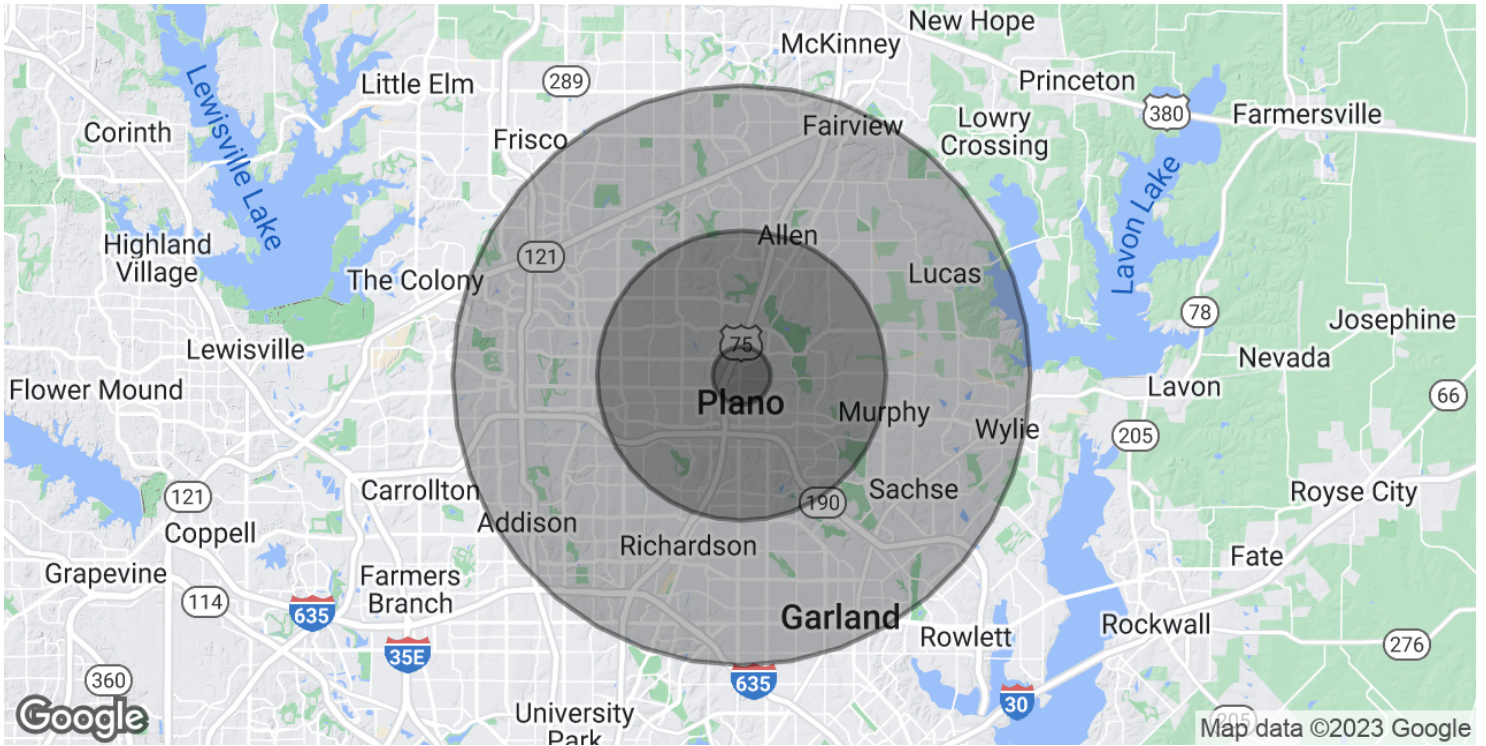 New Hope
McKinney
Little Elm
289
Princeton
380
Farmersville
Corinth
Frisco
Fairview
Lowry
Crossing
Lewisville Lake
Lavon Lake
Highland
Village
Allen
121
The Colony
Lucas
78
Josephine
75
Lewisville
Nevada
Flower Mound
Plano
Murphy
Lavon
66
Wylie
205
121
Carrollton
Sachse
190
Royse City
Coppell
Addison
Richardson
Grapevine
Farmers
Branch
Fate
114
635
Garland
Rowlett
Rockwall
276
35E
360
635
30
Google
University
Park
205
Map data ©2023 Google